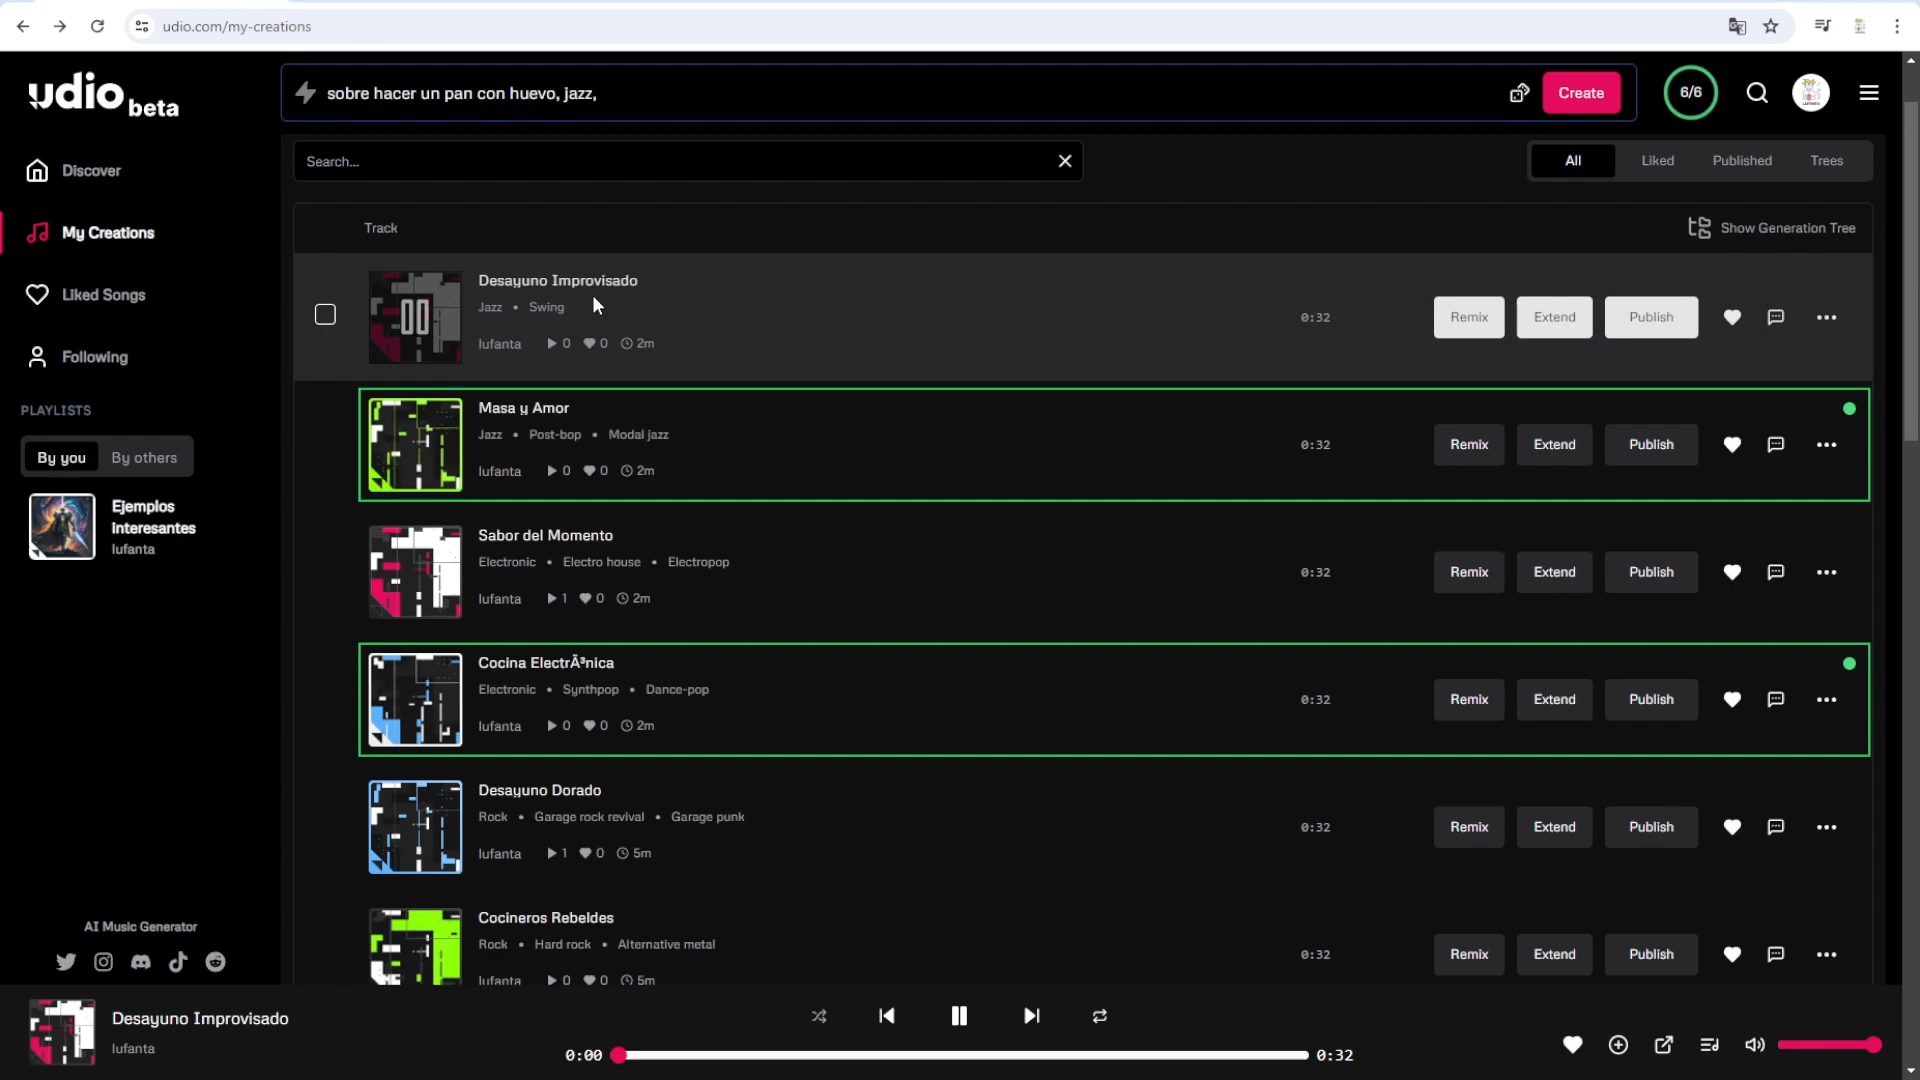 udio.com/my-creations
udio beta
sobre hacer un pan con huevo, jazz,
Create
6/6
Discover
My Creations
Liked Songs
Following
PLAYLISTS
By you
By others
Ejemplos
interesantes
lufanta
AI Music Generator
Search...
All
Liked
Published
Trees
Track
Show Generation Tree
Desayuno Improvisado
Jazz • Swing
lufanta 0 0 2m
0:32
Remix
Extend
Publish
Masa y Amor
Jazz • Post-bop • Modal jazz
lufanta 0 0 2m
0:32
Remix
Extend
Publish
Sabor del Momento
Electronic • Electro house • Electropop
lufanta 1 0 2m
0:32
Remix
Extend
Publish
Cocina ElectrÃ³nica
Electronic • Synthpop • Dance-pop
lufanta 0 0 2m
0:32
Remix
Extend
Publish
Desayuno Dorado
Rock • Garage rock revival • Garage punk
lufanta 1 0 5m
0:32
Remix
Extend
Publish
Cocineros Rebeldes
Rock • Hard rock • Alternative metal
lufanta 0 0 5m
0:32
Remix
Extend
Publish
Desayuno Improvisado
lufanta
0:00
0:32